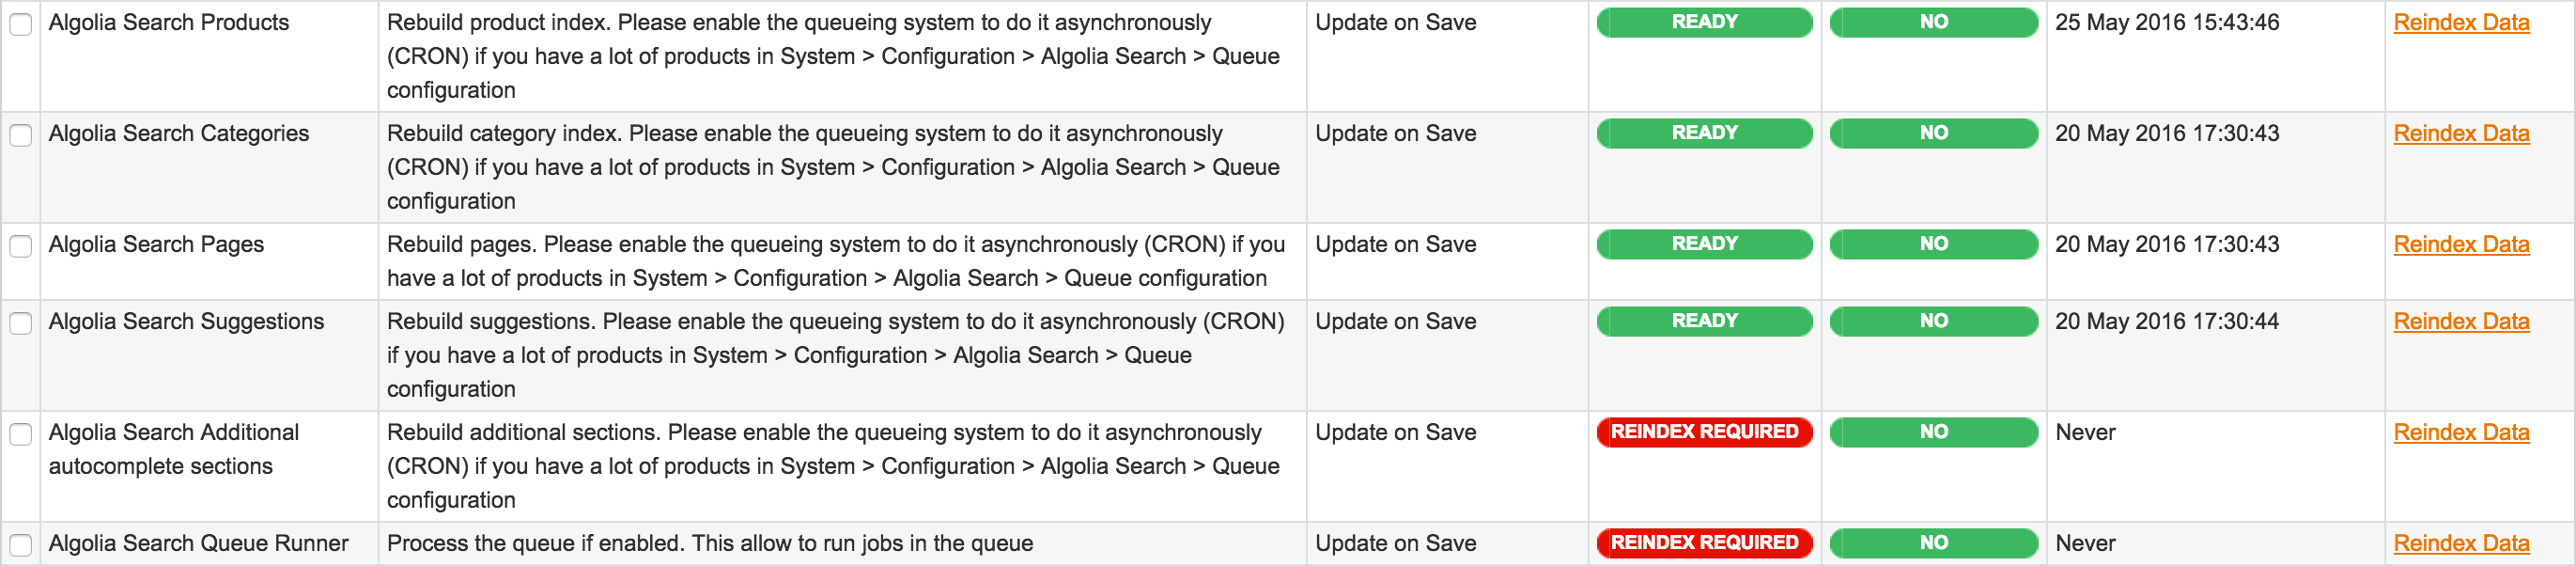 Algolia Search Products
Rebuild product index. Please enable the queueing system to do it asynchronously
(CRON) if you have a lot of products in System > Configuration > Algolia Search > Queue
configuration
Update on Save
READY
NO
25 May 2016 15:43:46
Reindex Data
Algolia Search Categories
Rebuild category index. Please enable the queueing system to do it asynchronously
(CRON) if you have a lot of products in System > Configuration > Algolia Search > Queue
configuration
Update on Save
READY
NO
20 May 2016 17:30:43
Reindex Data
Algolia Search Pages
Rebuild pages. Please enable the queueing system to do it asynchronously (CRON) if you
have a lot of products in System > Configuration > Algolia Search > Queue configuration
Update on Save
READY
NO
20 May 2016 17:30:43
Reindex Data
Algolia Search Suggestions
Rebuild suggestions. Please enable the queueing system to do it asynchronously (CRON)
if you have a lot of products in System > Configuration > Algolia Search > Queue
configuration
Update on Save
READY
NO
20 May 2016 17:30:44
Reindex Data
Algolia Search Additional
autocomplete sections
Rebuild additional sections. Please enable the queueing system to do it asynchronously
(CRON) if you have a lot of products in System > Configuration > Algolia Search > Queue
configuration
Update on Save
REINDEX REQUIRED
NO
Never
Reindex Data
Algolia Search Queue Runner
Process the queue if enabled. This allow to run jobs in the queue
Update on Save
REINDEX REQUIRED
NO
Never
Reindex Data